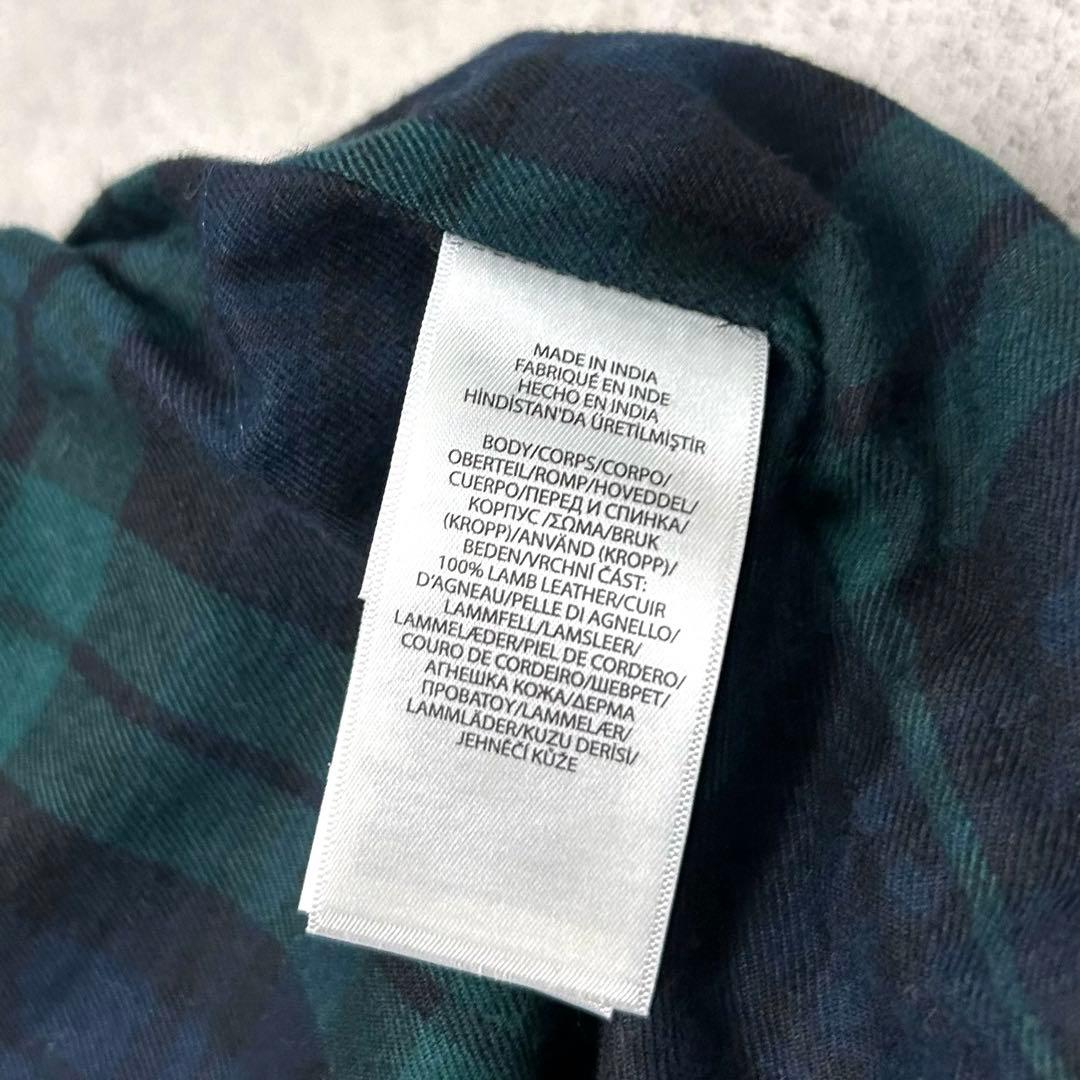 MADE IN INDIA
FABRIQUÉ EN INDE
HECHO EN INDIA
HİNDİSTAN'DA ÜRETİLMİŞTİR
BODY/CORPS/CORPO/
OBERTEIL/ROMP/HOVEDDEL/
CUERPO/ПЕРЕД И СПИНКА/
КОРПУС /ΣΩΜΑ/BRUK
(KROPP)/ANVÄND (KROPP)/
BEDEN/VRCHNÍ ČÁST:
100% LAMB LEATHER/CUIR
D'AGNEAU/PELLE DI AGNELLO/
LAMMFELL/LAMSLEER/
LAMMELÆDER/PIEL DE CORDERO/
COURO DE CORDEIRO/ШЕВРЕТ/
АГНЕШКА КОЖА/ΔΕΡΜΑ
ΠΡΟΒΑΤΟΥ/LAMMELÆR/
LAMMLÄDER/KUZU DERİSİ/
JEHNĚČÍ KŮŽE